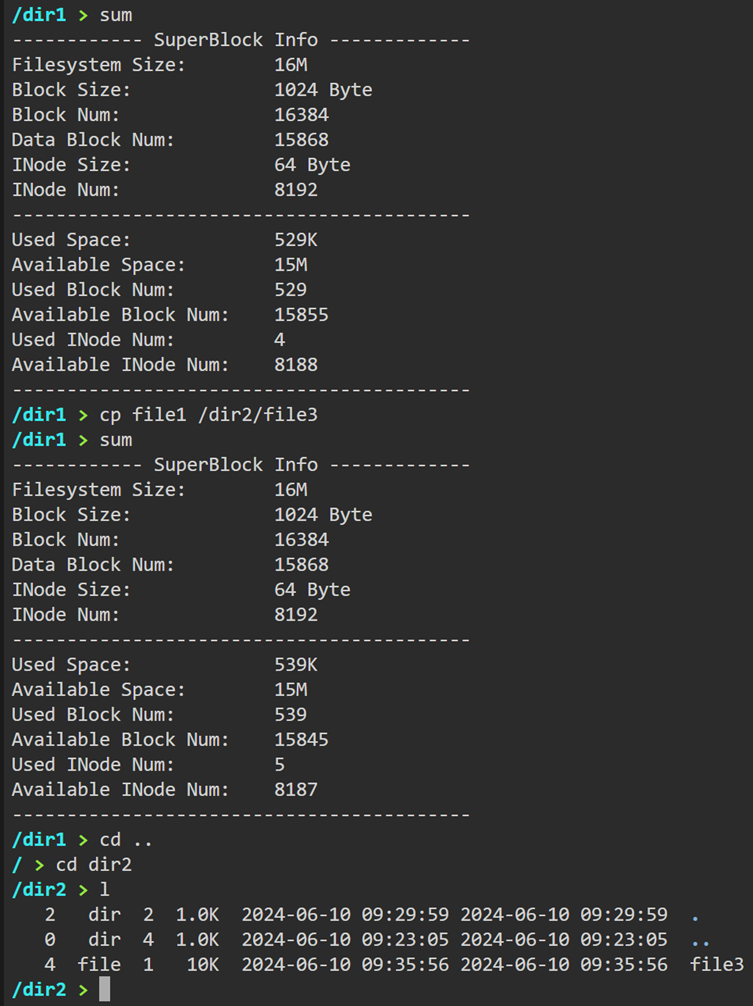 /dir1 > sum
------------ SuperBlock Info -------------
Filesystem Size:        16M
Block Size:             1024 Byte
Block Num:              16384
Data Block Num:         15868
INode Size:             64 Byte
INode Num:              8192
------------------------------------------
Used Space:             529K
Available Space:        15M
Used Block Num:         529
Available Block Num:    15855
Used INode Num:         4
Available INode Num:    8188
------------------------------------------
/dir1 > cp file1 /dir2/file3
/dir1 > sum
------------ SuperBlock Info -------------
Filesystem Size:        16M
Block Size:             1024 Byte
Block Num:              16384
Data Block Num:         15868
INode Size:             64 Byte
INode Num:              8192
------------------------------------------
Used Space:             539K
Available Space:        15M
Used Block Num:         539
Available Block Num:    15845
Used INode Num:         5
Available INode Num:    8187
------------------------------------------
/dir1 > cd ..
/ > cd dir2
/dir2 > l
   2   dir  2  1.0K  2024-06-10 09:29:59 2024-06-10 09:29:59  .
   0   dir  4  1.0K  2024-06-10 09:23:05 2024-06-10 09:23:05  ..
   4  file  1   10K  2024-06-10 09:35:56 2024-06-10 09:35:56  file3
/dir2 >